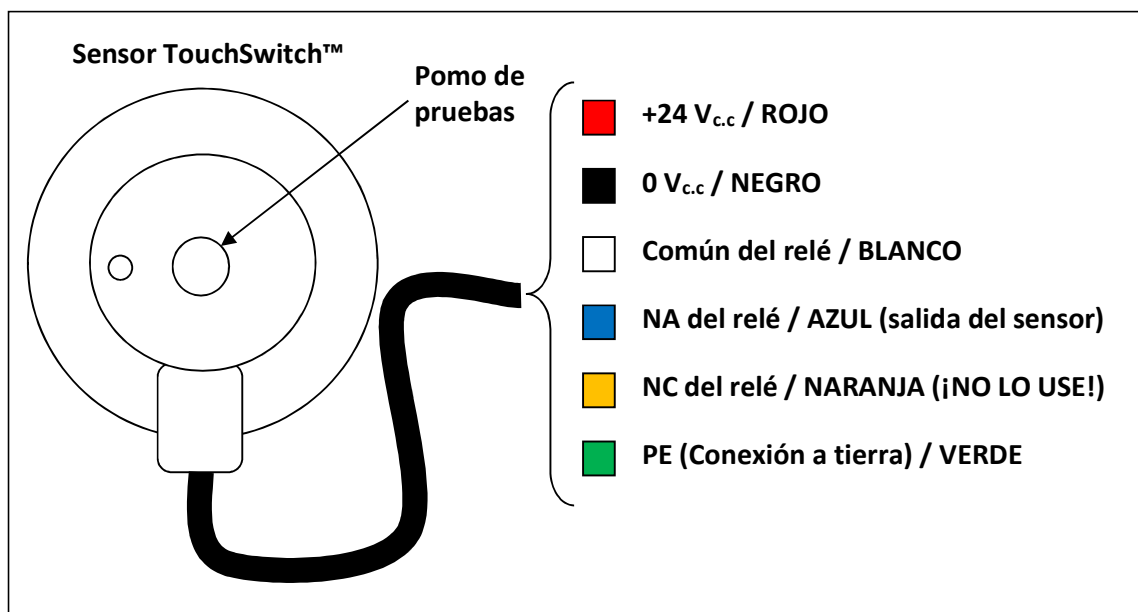 Sensor TouchSwitch™
Pomo de
pruebas
+24 Vc.c / ROJO
0 Vc.c / NEGRO
Común del relé / BLANCO
NA del relé / AZUL (salida del sensor)
NC del relé / NARANJA (¡NO LO USE!)
PE (Conexión a tierra) / VERDE